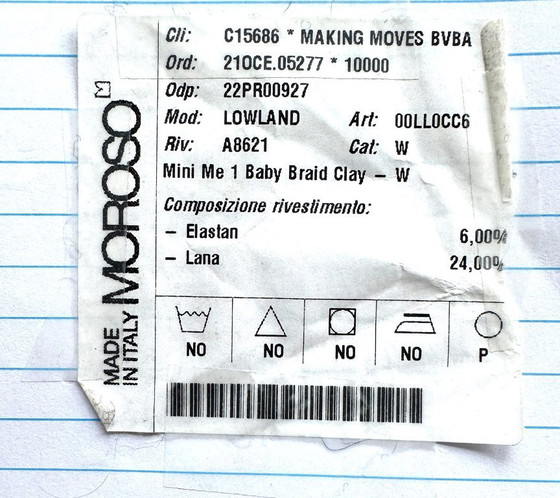 Cli: C15686 * MAKING MOVES BVBA
Ord: 21OCE.05277 * 10000
Odp: 22PR00927
Mod: LOWLAND Art: 00LL0CC6
Riv: A8621 Cat: W
Mini Me 1 Baby Braid Clay – W
Composizione rivestimento:
– Elastan 6,00%
– Lana 24,00%
NO NO NO NO P
MOROSO
MADE
IN ITALY